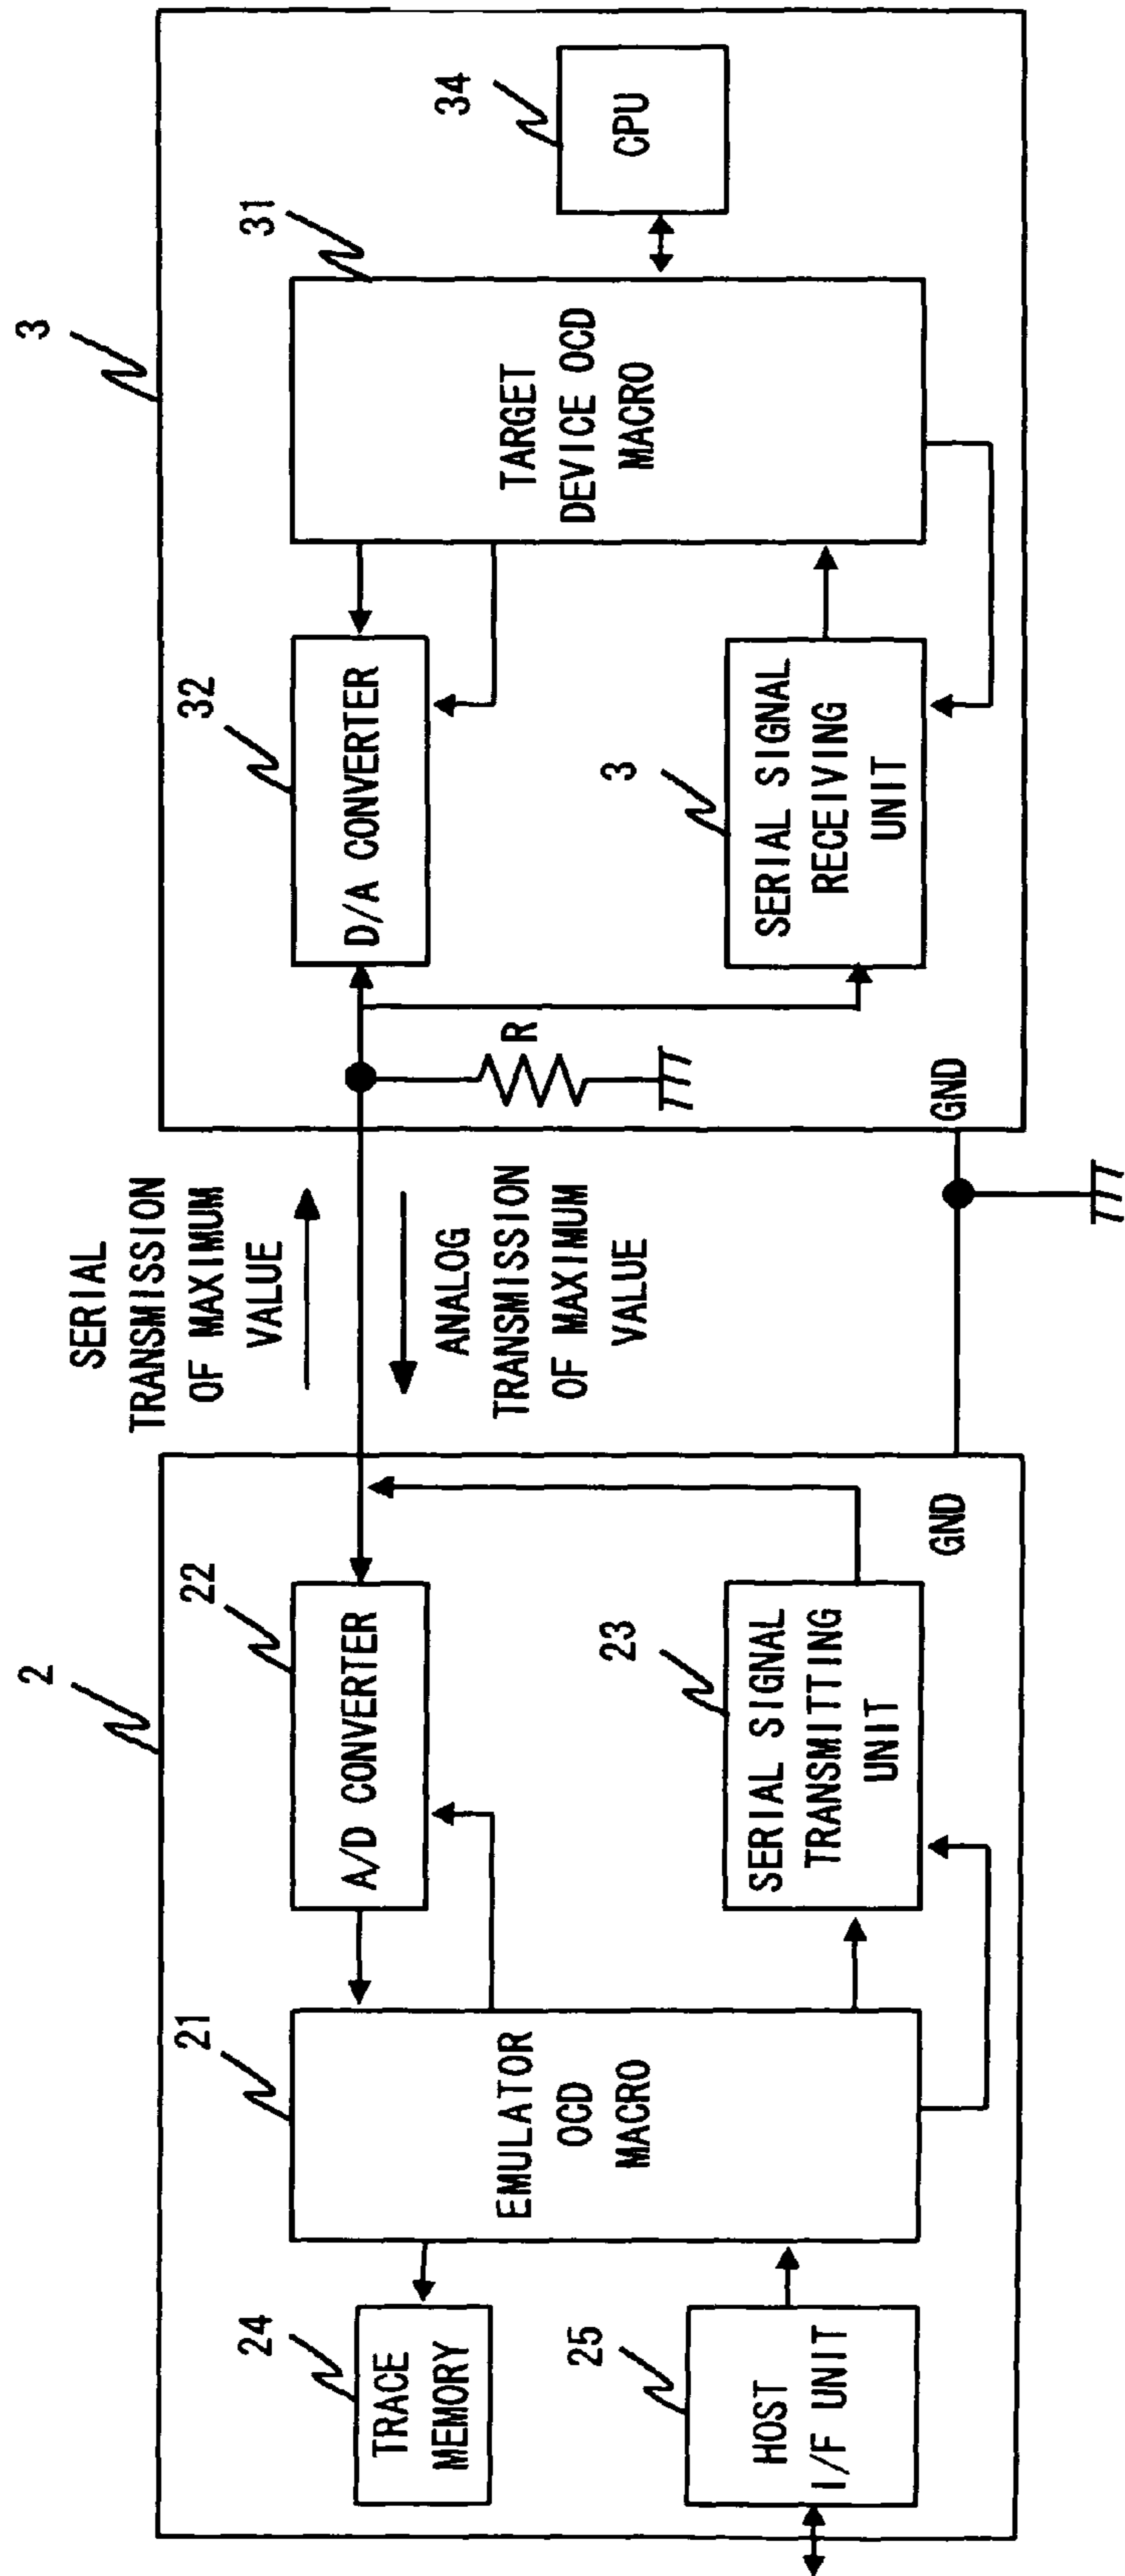 2
24
TRACE
MEMORY
25
HOST
I/F UNIT
21
EMULATOR
OCD
MACRO
22
A/D CONVERTER
23
SERIAL SIGNAL
TRANSMITTING
UNIT
GND
SERIAL
TRANSMISSION
OF MAXIMUM
VALUE
ANALOG
TRANSMISSION
OF MAXIMUM
VALUE
3
GND
R
32
D/A CONVERTER
3
SERIAL SIGNAL
RECEIVING
UNIT
31
TARGET
DEVICE OCD
MACRO
34
CPU